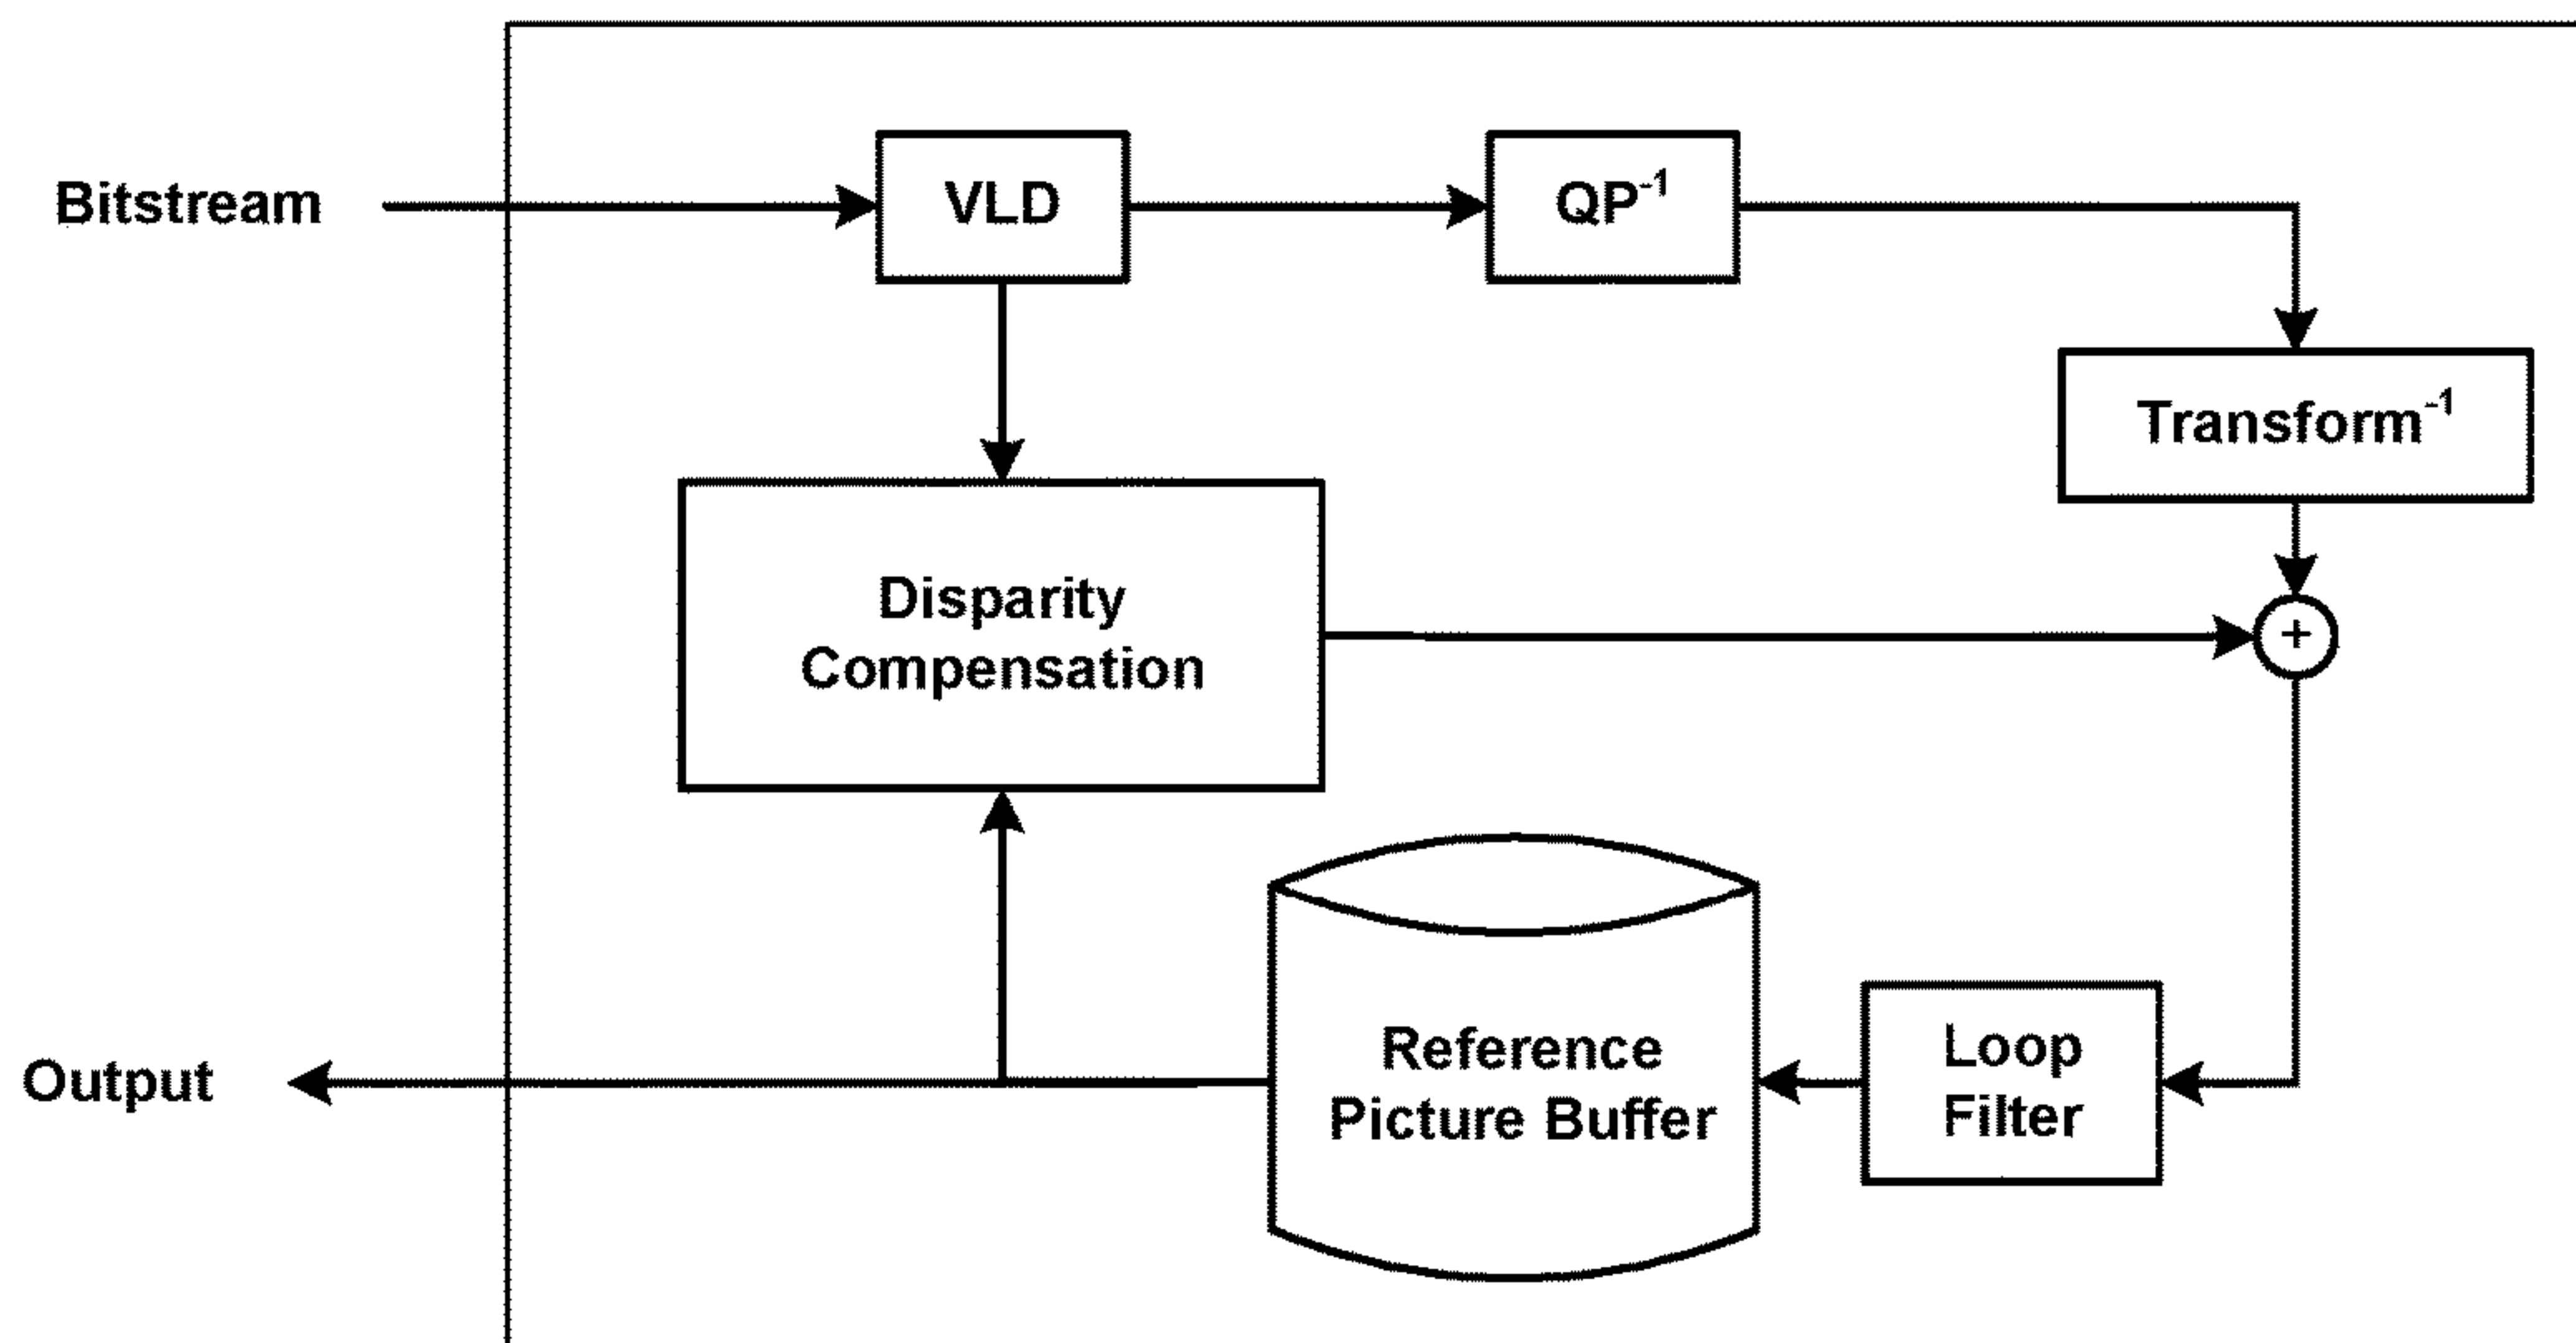 Bitstream
VLD
QP⁻¹
Transform⁻¹
Disparity
Compensation
+
Reference
Picture Buffer
Loop
Filter
Output